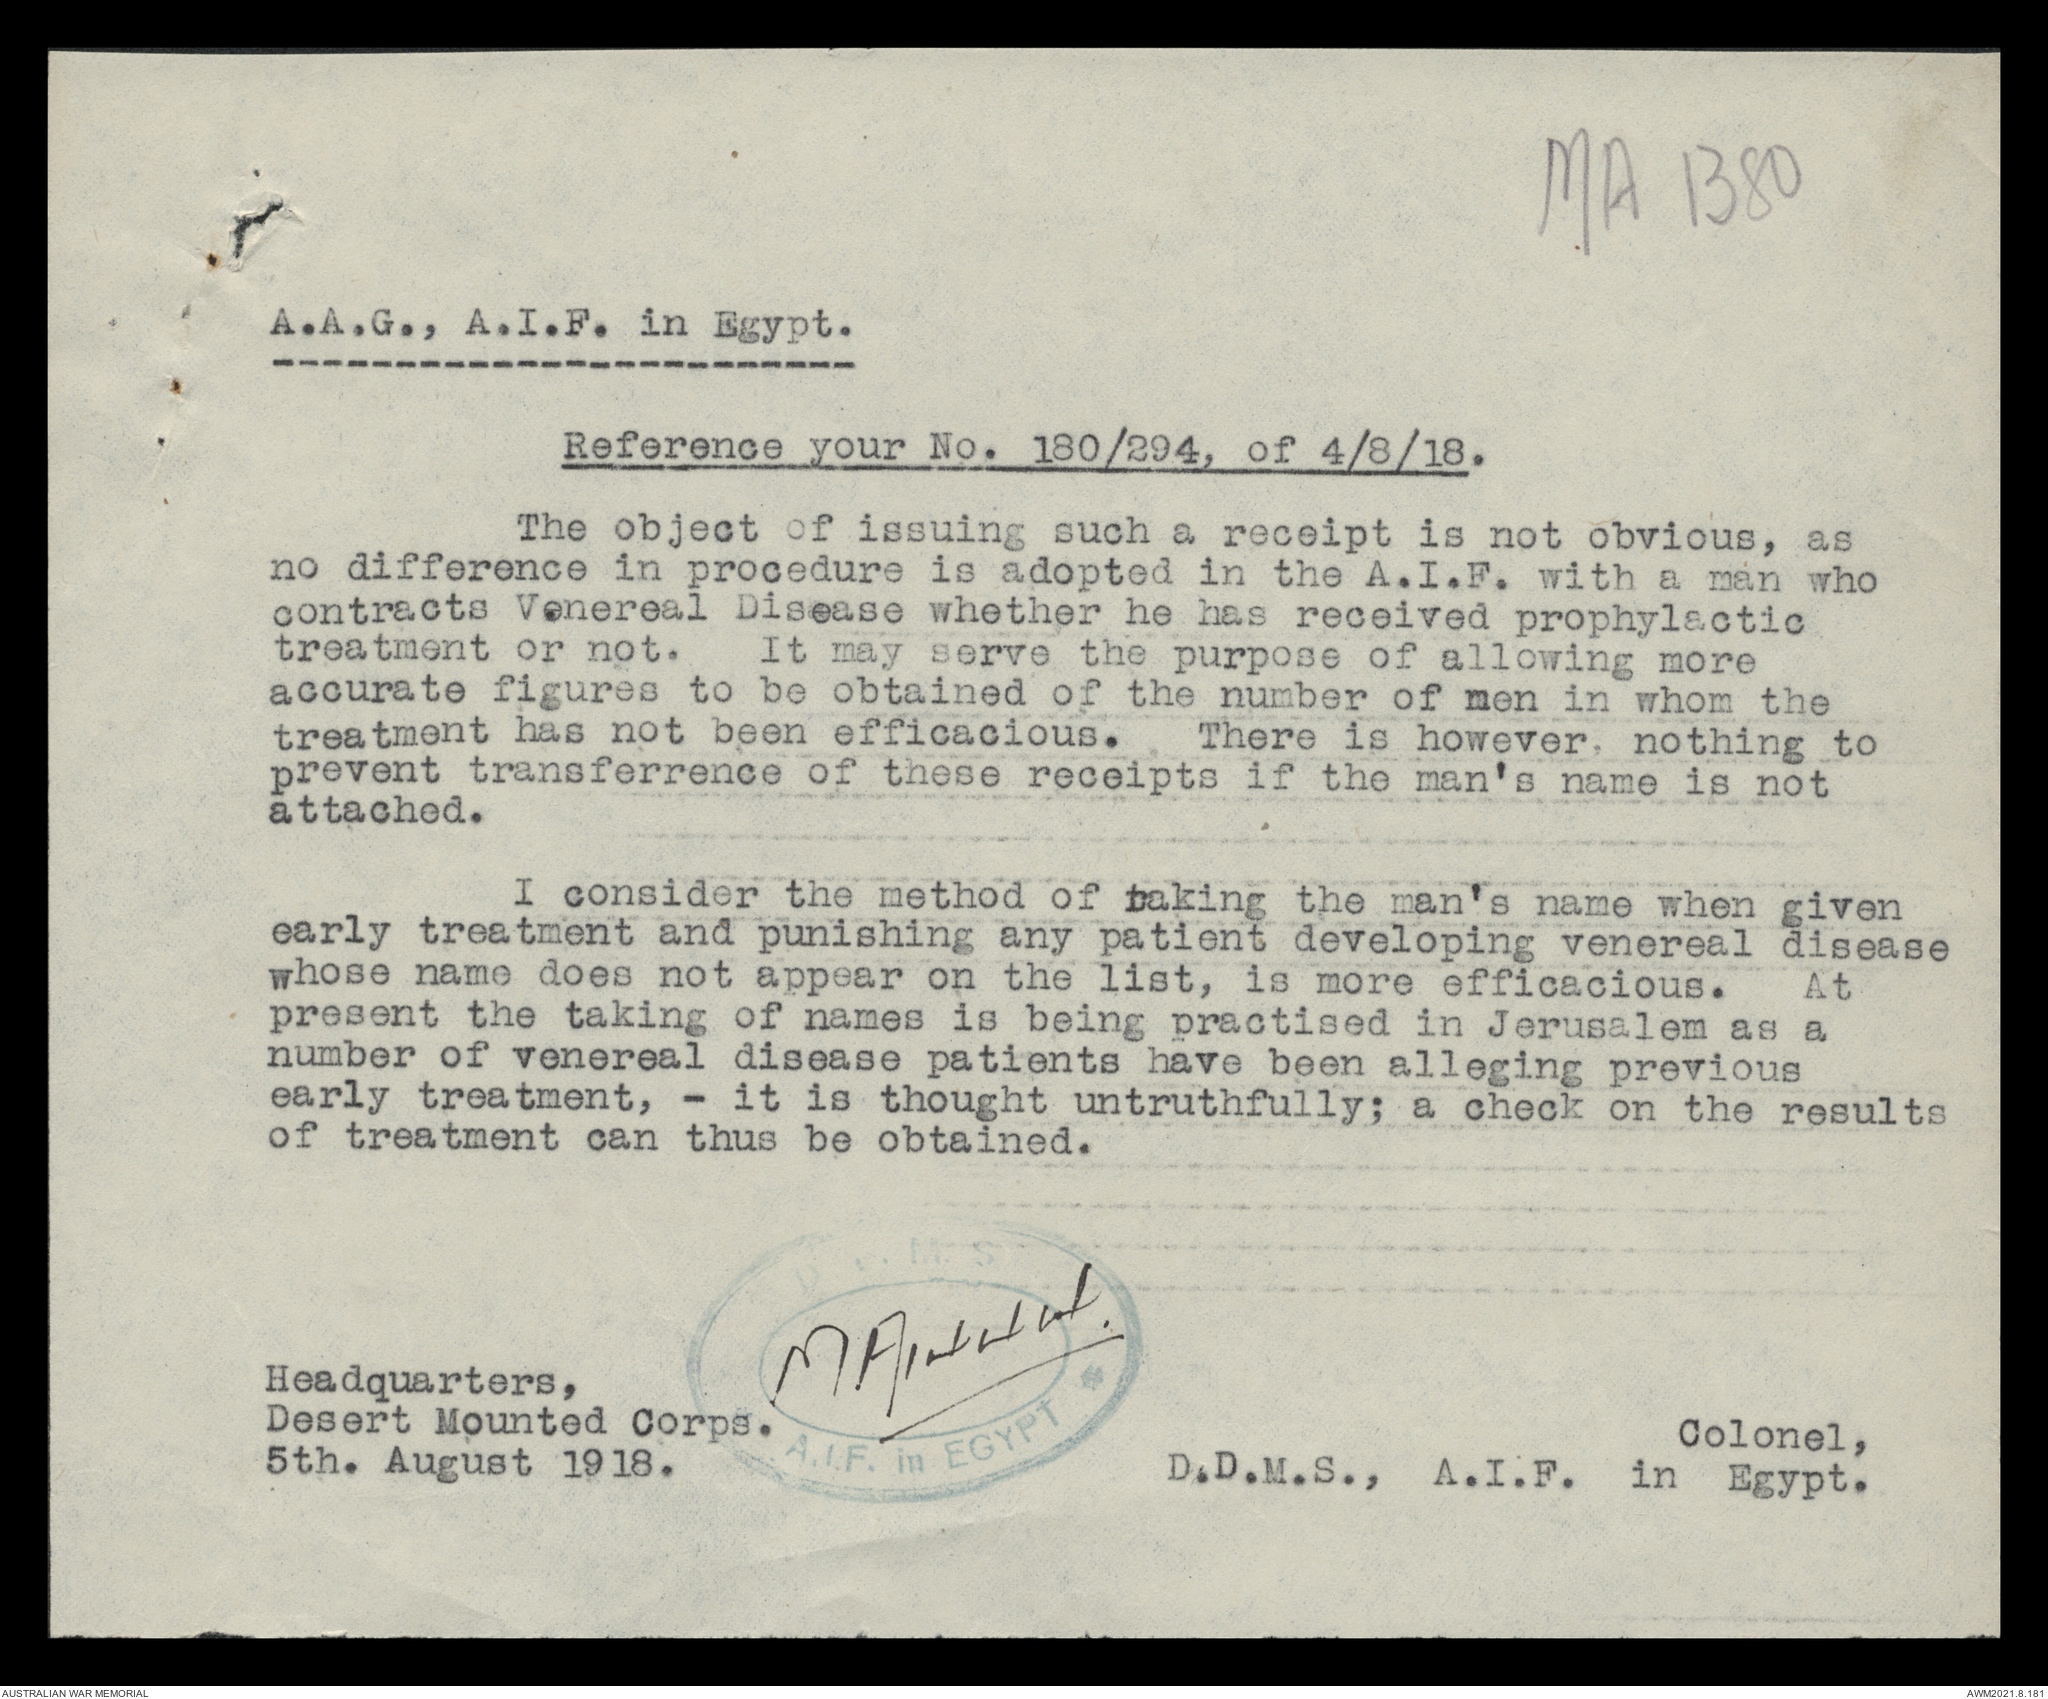 MA 1380
A.A.G., A.I.F. in Egypt.
Reference your No. 180/294, of 4/8/18.
The object of issuing such a receipt is not obvious, as
no difference in procedure is adopted in the A.I.F. with a man who
contracts Venereal Disease whether he has received prophylactic
treatment or not. It may serve the purpose of allowing more
accurate figures to be obtained of the number of men in whom the
treatment has not been efficacious. There is however. nothing to
prevent transferrence of these receipts if the man's name is not
attached.
I consider the method of taking the man's name when given
early treatment and punishing any patient developing venereal disease
whose name does not appear on the list, is more efficacious. At
present the taking of names is being practised in Jerusalem as a
number of venereal disease patients have been alleging previous
early treatment, - it is thought untruthfully; a check on the results
of treatment can thus be obtained.
A.I.F. in EGYPT
Headquarters,
Desert Mounted Corps.
5th. August 1918.
Colonel,
D.D.M.S., A.I.F. in Egypt.
AUSTRALIAN WAR MEMORIAL
AWM2021.8.181